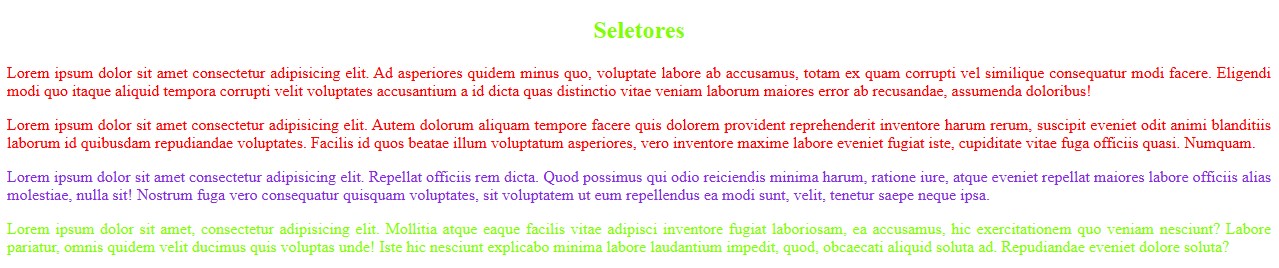 Seletores
Lorem ipsum dolor sit amet consectetur adipisicing elit. Ad asperiores quidem minus quo, voluptate labore ab accusamus, totam ex quam corrupti vel similique consequatur modi facere. Eligendi
modi quo itaque aliquid tempora corrupti velit voluptates accusantium a id dicta quas distinctio vitae veniam laborum maiores error ab recusandae, assumenda doloribus!
Lorem ipsum dolor sit amet consectetur adipisicing elit. Autem dolorum aliquam tempore facere quis dolorem provident reprehenderit inventore harum rerum, suscipit eveniet odit animi blanditiis
laborum id quibusdam repudiandae voluptates. Facilis id quos beatae illum voluptatum asperiores, vero inventore maxime labore eveniet fugiat iste, cupiditate vitae fuga officiis quasi. Numquam.
Lorem ipsum dolor sit amet consectetur adipisicing elit. Repellat officiis rem dicta. Quod possimus qui odio reiciendis minima harum, ratione iure, atque eveniet repellat maiores labore officiis alias
molestiae, nulla sit! Nostrum fuga vero consequatur quisquam voluptates, sit voluptatem ut eum repellendus ea modi sunt, velit, tenetur saepe neque ipsa.
Lorem ipsum dolor sit amet, consectetur adipisicing elit. Mollitia atque eaque facilis vitae adipisci inventore fugiat laboriosam, ea accusamus, hic exercitationem quo veniam nesciunt? Labore
pariatur, omnis quidem velit ducimus quis voluptas unde! Iste hic nesciunt explicabo minima labore laudantium impedit, quod, obcaecati aliquid soluta ad. Repudiandae eveniet dolore soluta?